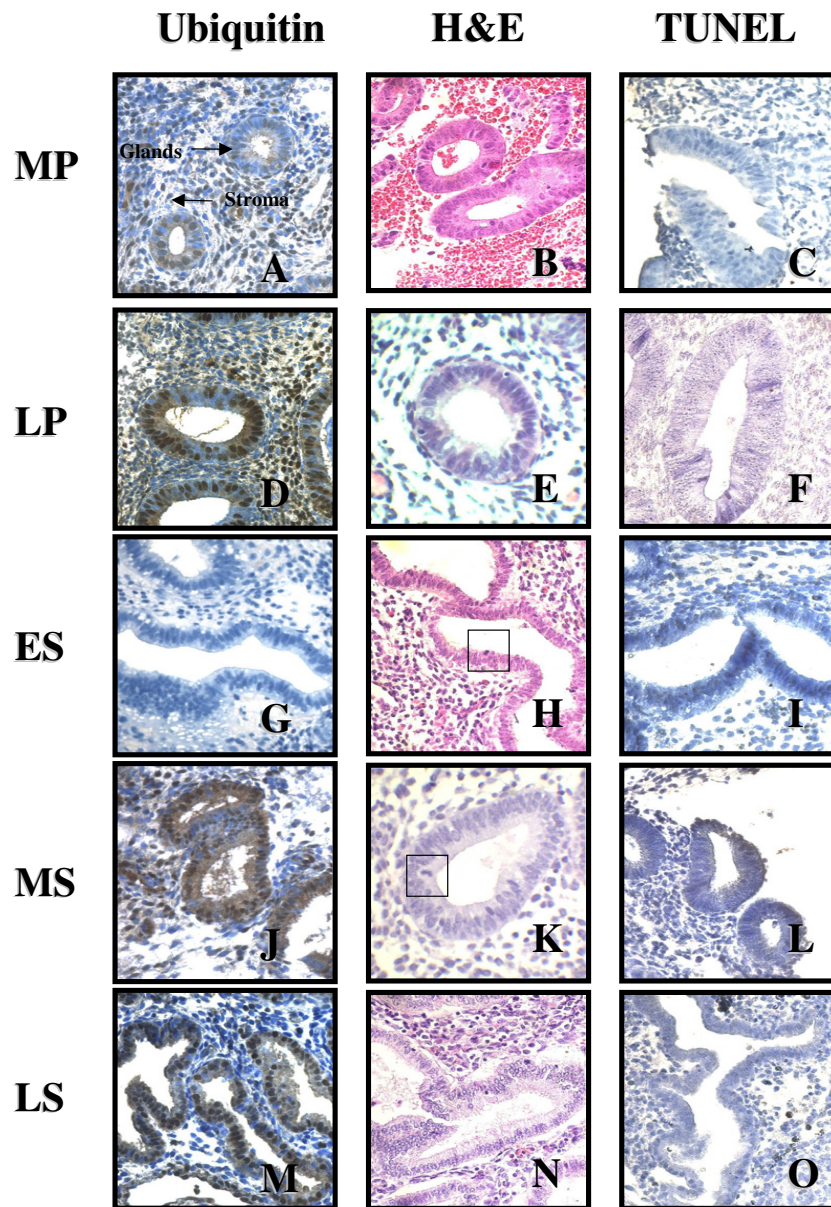 Ubiquitin H&E TUNEL
MP
Glands
Stroma
A B C
LP
D E F
ES
G H I
MS
J K L
LS
M N O